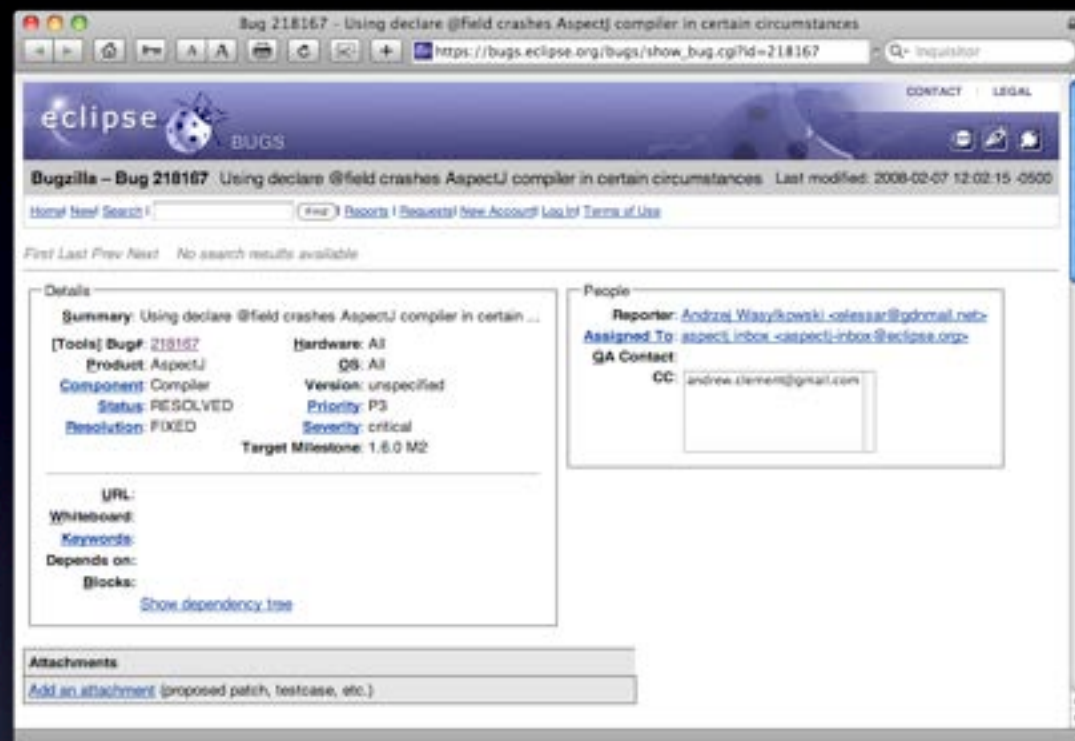 Bug 218167 - Using declare @field crashes AspectJ compiler in certain circumstances
A A + https://bugs.eclipse.org/bugs/show_bug.cgi?id=218167 Q- Inquisitor
CONTACT LEGAL
eclipse
BUGS
Bugzilla – Bug 218167 Using declare @field crashes AspectJ compiler in certain circumstances Last modified: 2008-02-07 12:02:15 -0500
Home| New| Search | Find | Reports | Requests| New Account| Log In| Terms of Use
First Last Prev Next No search results available
Details
Summary: Using declare @field crashes AspectJ compiler in certain ...
[Tools] Bug#: 218167 Hardware: All
Product: AspectJ OS: All
Component: Compiler Version: unspecified
Status: RESOLVED Priority: P3
Resolution: FIXED Severity: critical
Target Milestone: 1.6.0 M2
People
Reporter: Andrzej Wasylkowski <elessar@gdnmail.net>
Assigned To: aspectj inbox <aspectj-inbox@eclipse.org>
QA Contact:
CC: andrew.clement@gmail.com
URL:
Whiteboard:
Keywords:
Depends on:
Blocks:
Show dependency tree
Attachments
Add an attachment (proposed patch, testcase, etc.)